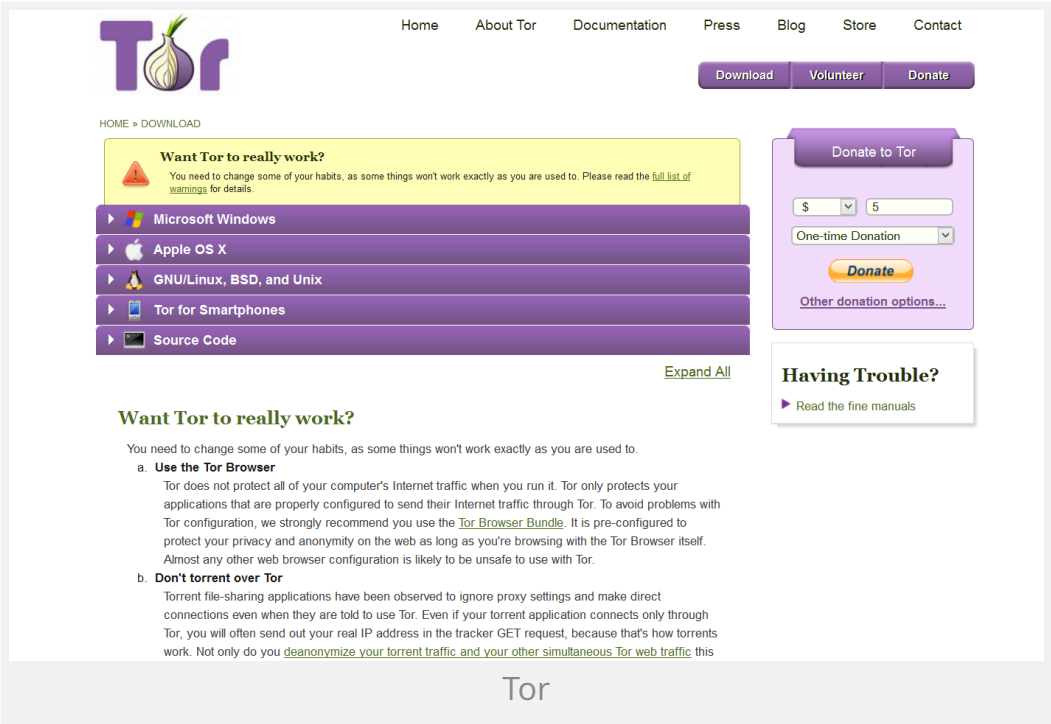 Tor
Home About Tor Documentation Press Blog Store Contact
Download Volunteer Donate
HOME » DOWNLOAD
Want Tor to really work?
You need to change some of your habits, as some things won't work exactly as you are used to. Please read the full list of
warnings for details.
Microsoft Windows
Apple OS X
GNU/Linux, BSD, and Unix
Tor for Smartphones
Source Code
Expand All
Donate to Tor
$ 5
One-time Donation
Donate
Other donation options...
Having Trouble?
Read the fine manuals
Want Tor to really work?
You need to change some of your habits, as some things won't work exactly as you are used to.
a. Use the Tor Browser
Tor does not protect all of your computer's Internet traffic when you run it. Tor only protects your
applications that are properly configured to send their Internet traffic through Tor. To avoid problems with
Tor configuration, we strongly recommend you use the Tor Browser Bundle. It is pre-configured to
protect your privacy and anonymity on the web as long as you're browsing with the Tor Browser itself.
Almost any other web browser configuration is likely to be unsafe to use with Tor.
b. Don't torrent over Tor
Torrent file-sharing applications have been observed to ignore proxy settings and make direct
connections even when they are told to use Tor. Even if your torrent application connects only through
Tor, you will often send out your real IP address in the tracker GET request, because that's how torrents
work. Not only do you deanonymize your torrent traffic and your other simultaneous Tor web traffic this
Tor